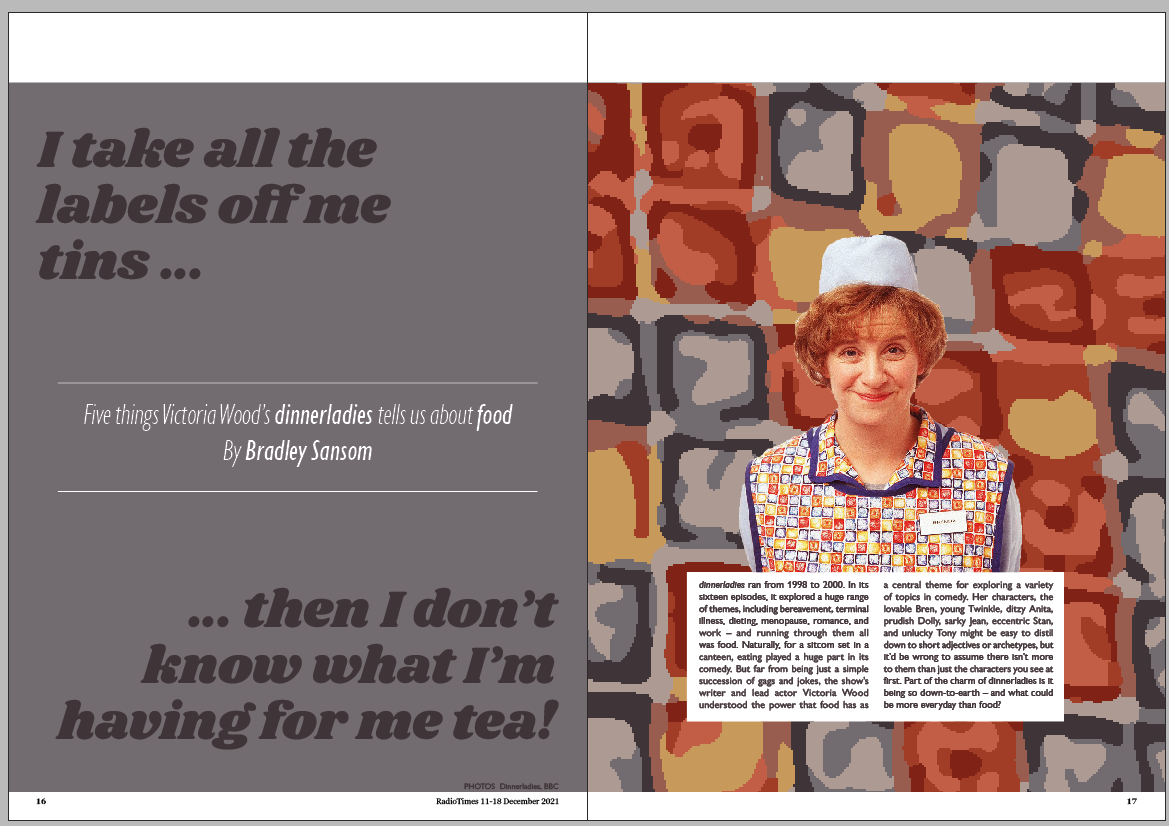 I take all the
labels off me
tins ...
Five things Victoria Wood's dinnerladies tells us about food
By Bradley Sansom
... then I don't
know what I'm
having for me tea!
PHOTOS Dinnerladies, BBC
16
RadioTimes 11-18 December 2021
dinnerladies ran from 1998 to 2000. In its
sixteen episodes, it explored a huge range
of themes, including bereavement, terminal
illness, dieting, menopause, romance, and
work – and running through them all
was food. Naturally, for a sitcom set in a
canteen, eating played a huge part in its
comedy. But far from being just a simple
succession of gags and jokes, the show's
writer and lead actor Victoria Wood
understood the power that food has as
a central theme for exploring a variety
of topics in comedy. Her characters, the
lovable Bren, young Twinkle, ditzy Anita,
prudish Dolly, sarky Jean, eccentric Stan,
and unlucky Tony might be easy to distil
down to short adjectives or archetypes, but
it'd be wrong to assume there isn't more
to them than just the characters you see at
first. Part of the charm of dinnerladies is it
being so down-to-earth – and what could
be more everyday than food?
17